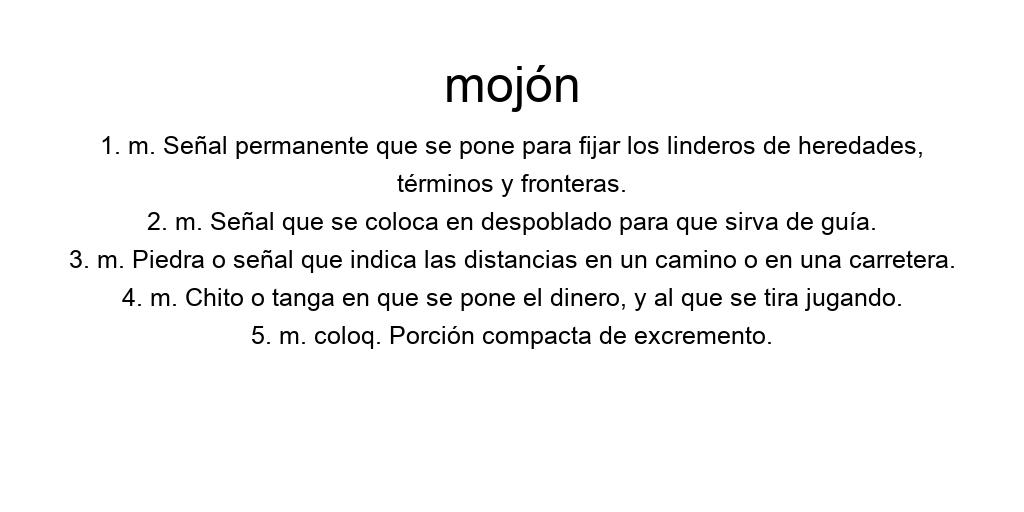 mojón
1. m. Señal permanente que se pone para fijar los linderos de heredades,
términos y fronteras.
2. m. Señal que se coloca en despoblado para que sirva de guía.
3. m. Piedra o señal que indica las distancias en un camino o en una carretera.
4. m. Chito o tanga en que se pone el dinero, y al que se tira jugando.
5. m. coloq. Porción compacta de excremento.